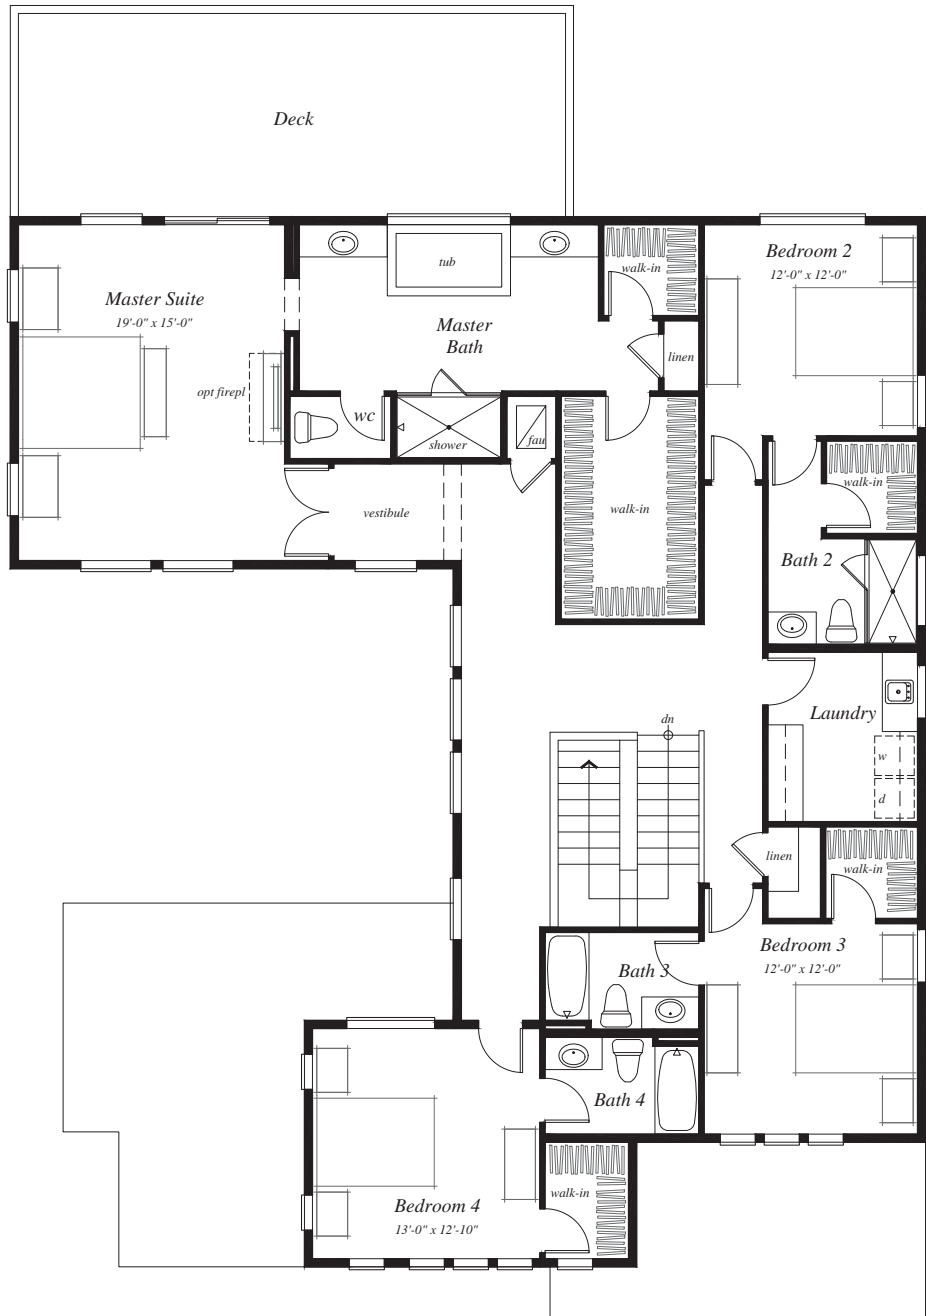 Deck
Bedroom 2
12'-0" x 12'-0"
tub
walk-in
Master Suite
19'-0" x 15'-0"
Master
Bath
linen
opt firepl
wc
shower
fau
walk-in
vestibule
walk-in
Bath 2
Laundry
dn
w
d
linen
walk-in
Bedroom 3
12'-0" x 12'-0"
Bath 3
Bath 4
walk-in
Bedroom 4
13'-0" x 12'-10"